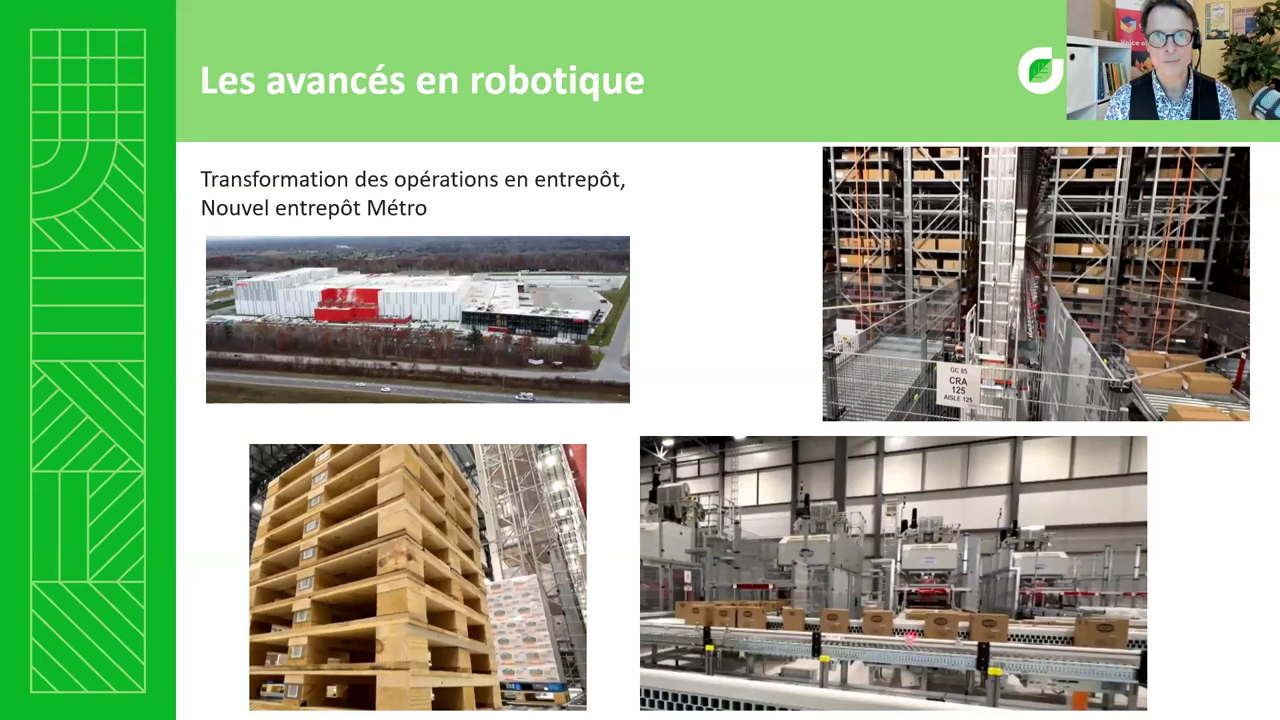 Les avancés en robotique
Transformation des opérations en entrepôt,
Nouvel entrepôt Métro
GC 85
CRA
125
AISLE 125